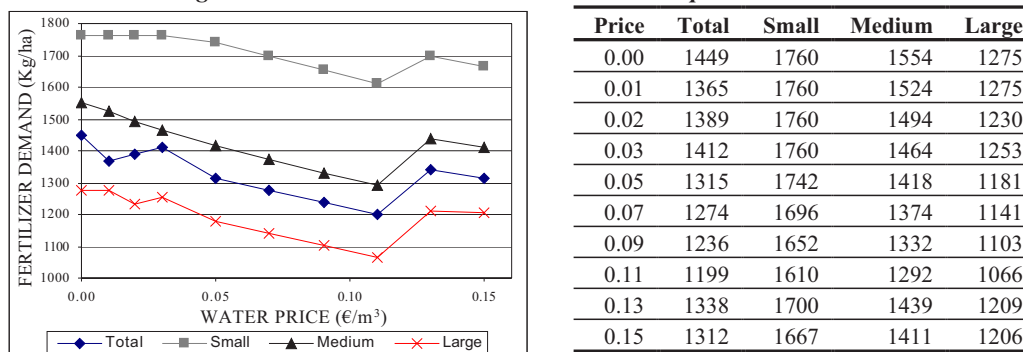 1800
1700
1600
1500
1400
1300
1200
1100
1000
FERTILIZER DEMAND (Kg/ha)
0.00 0.05 0.10 0.15
WATER PRICE (€/m³)
Total Small Medium Large
Price Total Small Medium Large
0.00 1449 1760 1554 1275
0.01 1365 1760 1524 1275
0.02 1389 1760 1494 1230
0.03 1412 1760 1464 1253
0.05 1315 1742 1418 1181
0.07 1274 1696 1374 1141
0.09 1236 1652 1332 1103
0.11 1199 1610 1292 1066
0.13 1338 1700 1439 1209
0.15 1312 1667 1411 1206